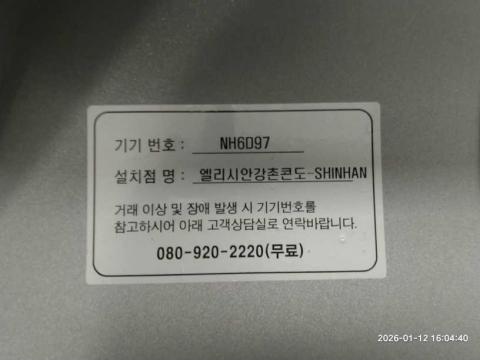 기기 번호 : NH6D97
설치점 명 : 엘리시안강촌콘도-SHINHAN
거래 이상 및 장애 발생 시 기기번호를
참고하시어 아래 고객상담실로 연락바랍니다.
080-920-2220(무료)
2026-01-12 16:04:40